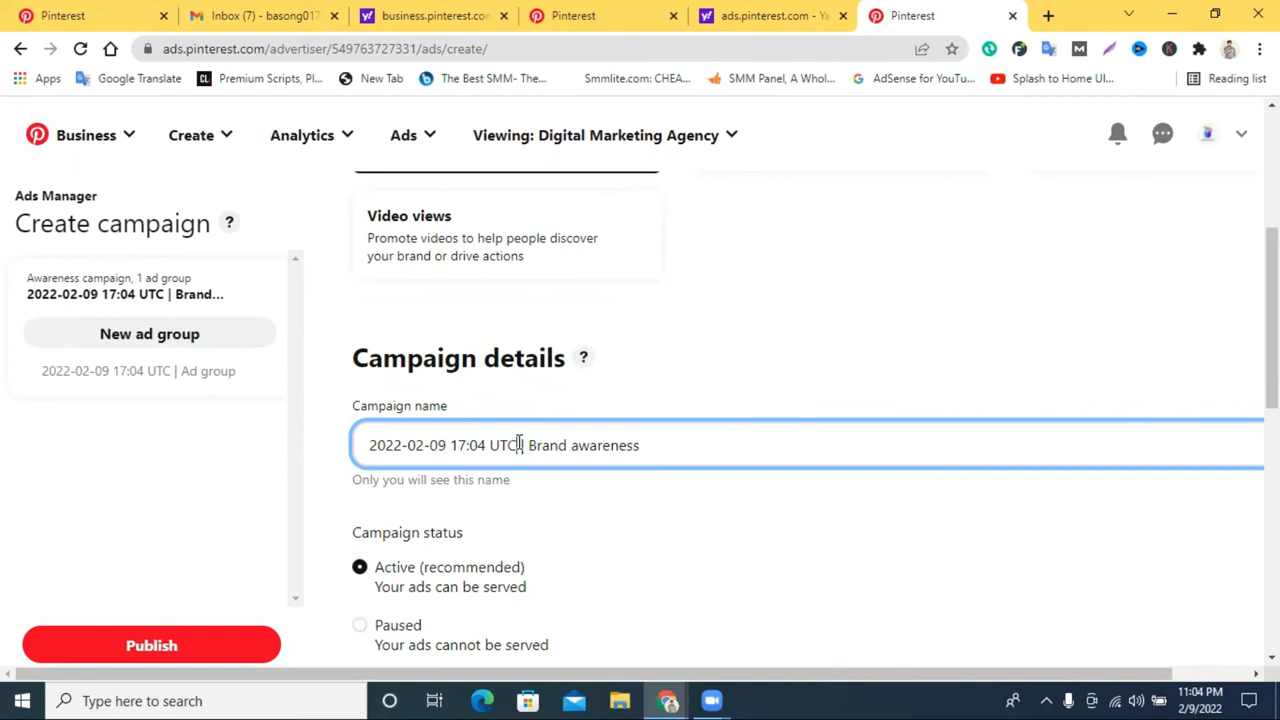 Pinterest
Inbox (7) - basong017
business.pinterest.co
Pinterest
ads.pinterest.com - Ya
Pinterest
ads.pinterest.com/advertiser/549763727331/ads/create/
Apps
Google Translate
Premium Scripts, Pl...
New Tab
The Best SMM- The...
Smmlite.com: CHEA...
SMM Panel, A Whol...
AdSense for YouTu...
Splash to Home UI...
Reading list
Business
Create
Analytics
Ads
Viewing: Digital Marketing Agency
Ads Manager
Create campaign ?
Awareness campaign, 1 ad group
2022-02-09 17:04 UTC | Brand...
New ad group
2022-02-09 17:04 UTC | Ad group
Publish
Video views
Promote videos to help people discover
your brand or drive actions
Campaign details ?
Campaign name
2022-02-09 17:04 UTC | Brand awareness
Only you will see this name
Campaign status
Active (recommended)
Your ads can be served
Paused
Your ads cannot be served
Type here to search
11:04 PM
2/9/2022